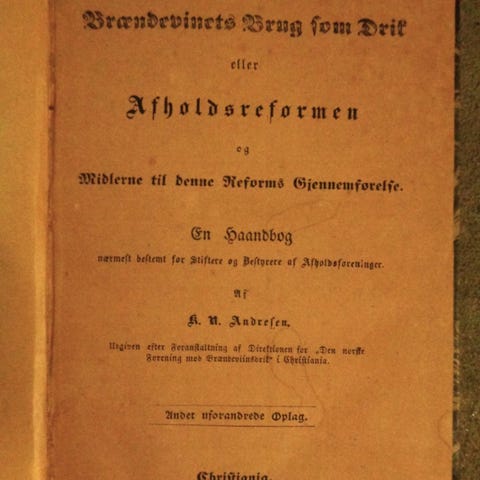 Brændevinets Brug som Drik
eller
Afholdsreformen
og
Midlerne til denne Reforms Gjennemførelse.
En Haandbog
nærmest bestemt for Stiftere og Bestyrere af Afholdsforeninger.
Af
K. N. Andresen.
Udgiven efter Foranstaltning af Direktionen for „Den norske
Forening mod Brændeviinsdrik“ i Christiania.
Andet uforandrede Oplag.
Christiania.